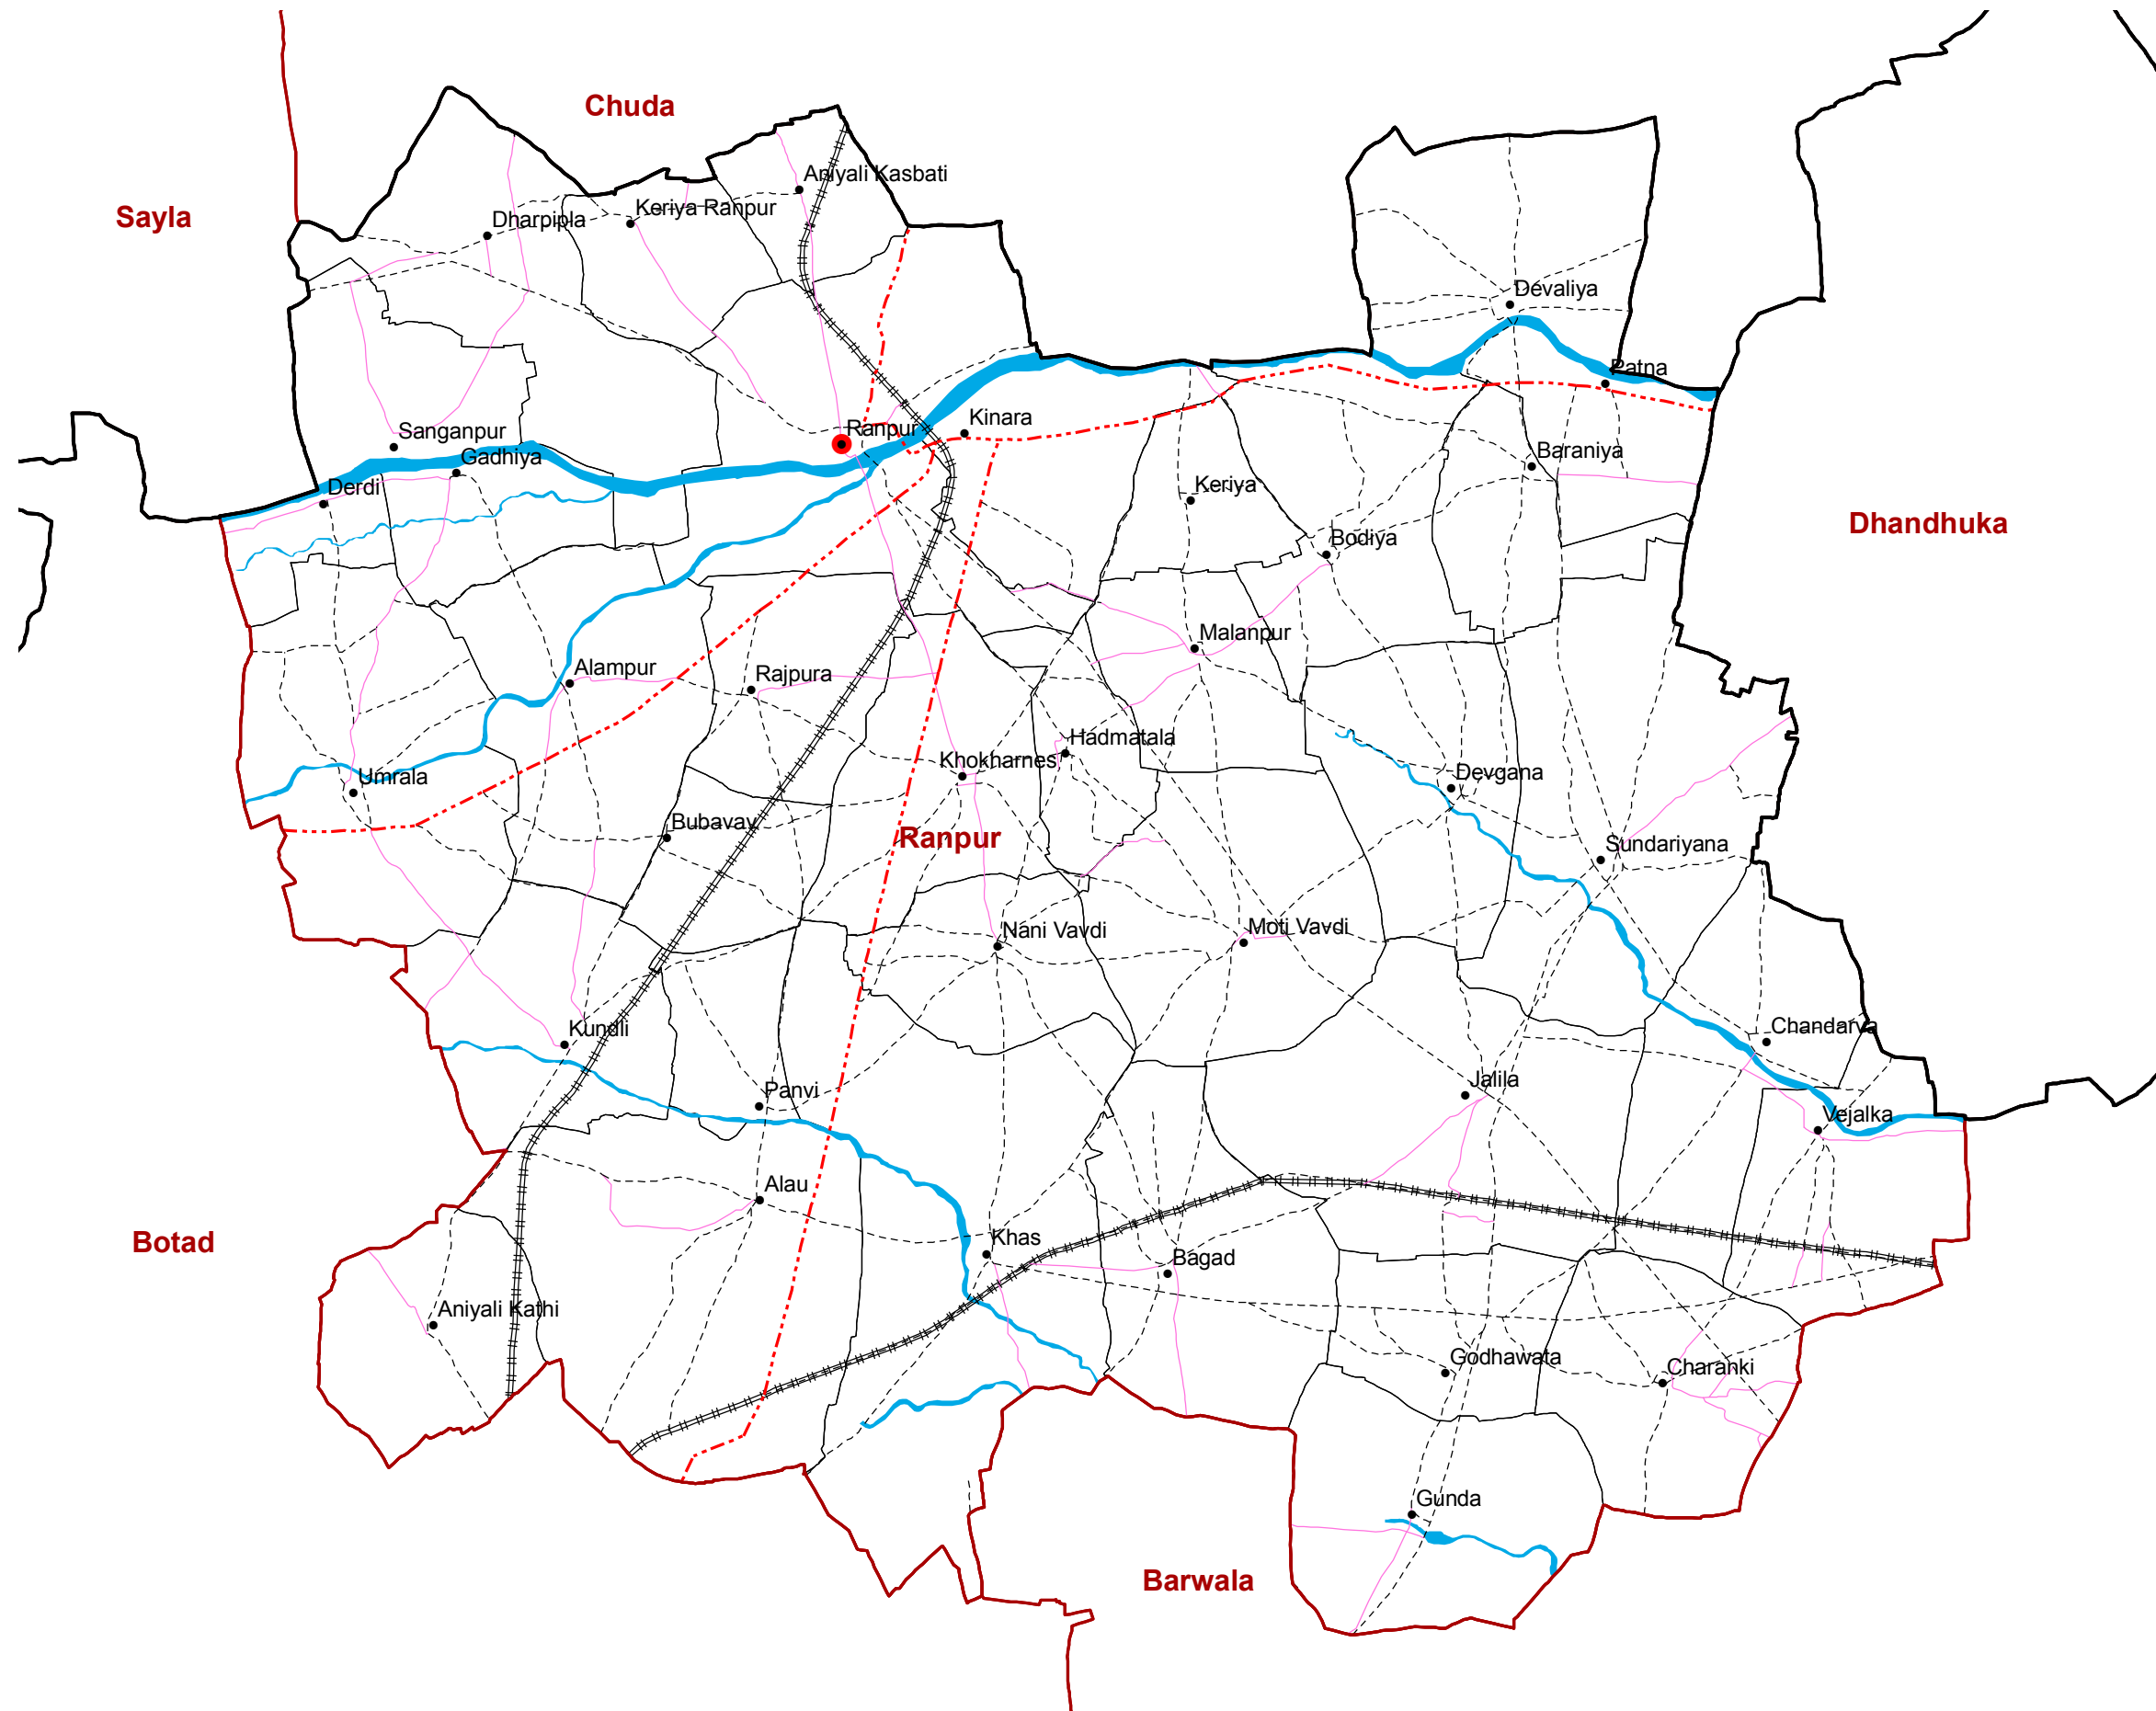 Chuda
Aniyali Kasbati
Keriya Ranpur
Sayla
Dharpipla
Devaliya
Patna
Kinara
Ranpur
Sanganpur
Baraniya
Gadhiya
Derdi
Keriya
Dhandhuka
Bodiya
Malanpur
Alampur
Rajpura
Hadmatala
Khokharnes
Devgana
Umrala
Bubavav
Ranpur
Sundariyana
Nani Vavdi
Moti Vavdi
Kundli
Chandarva
Jalila
Panvi
Vejalka
Alau
Khas
Botad
Bagad
Aniyali Kathi
Godhawata
Charanki
Gunda
Barwala